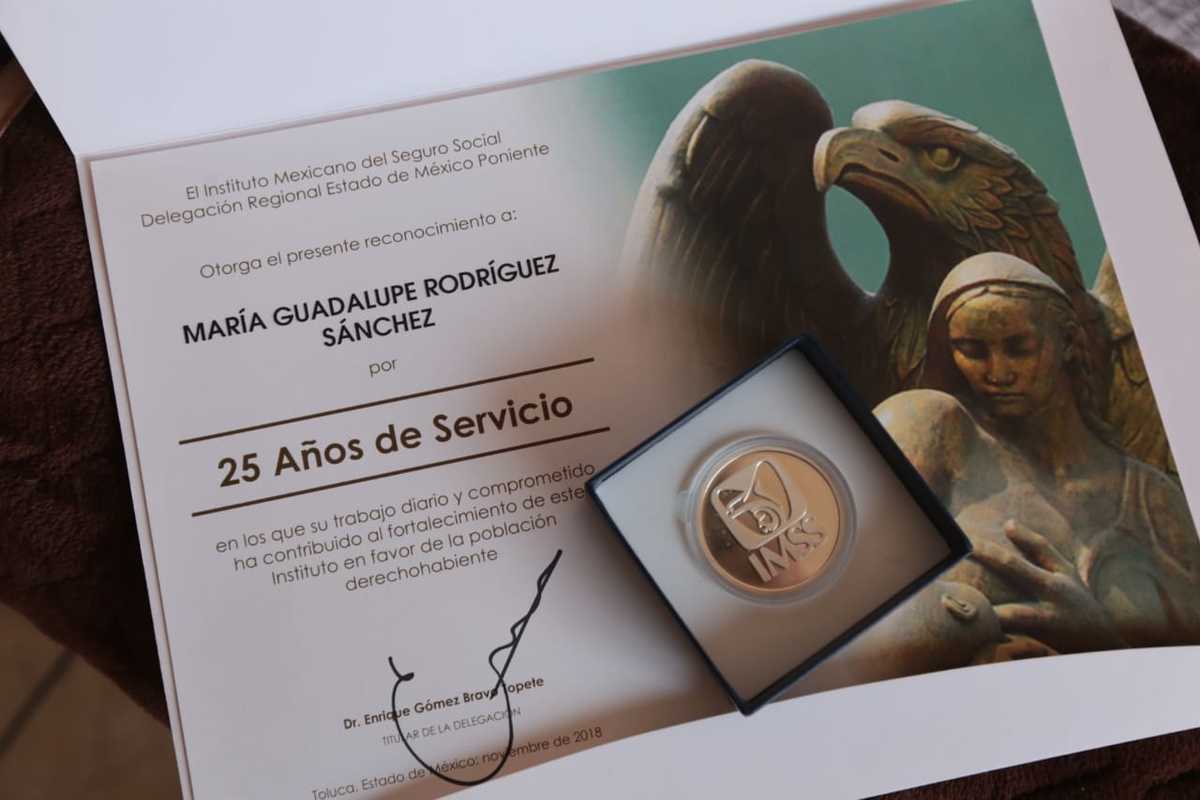 El Instituto Mexicano del Seguro Social
Delegación Regional Estado de México Poniente
Otorga el presente reconocimiento a:
MARÍA GUADALUPE RODRÍGUEZ
SÁNCHEZ
por
25 Años de Servicio
en los que su trabajo diario y comprometido
ha contribuido al fortalecimiento de este
Instituto en favor de la población
derechohabiente
Dr. Enrique Gómez Bravo Topete
TITULAR DE LA DELEGACIÓN
Toluca, Estado de México; noviembre de 2018
IMSS